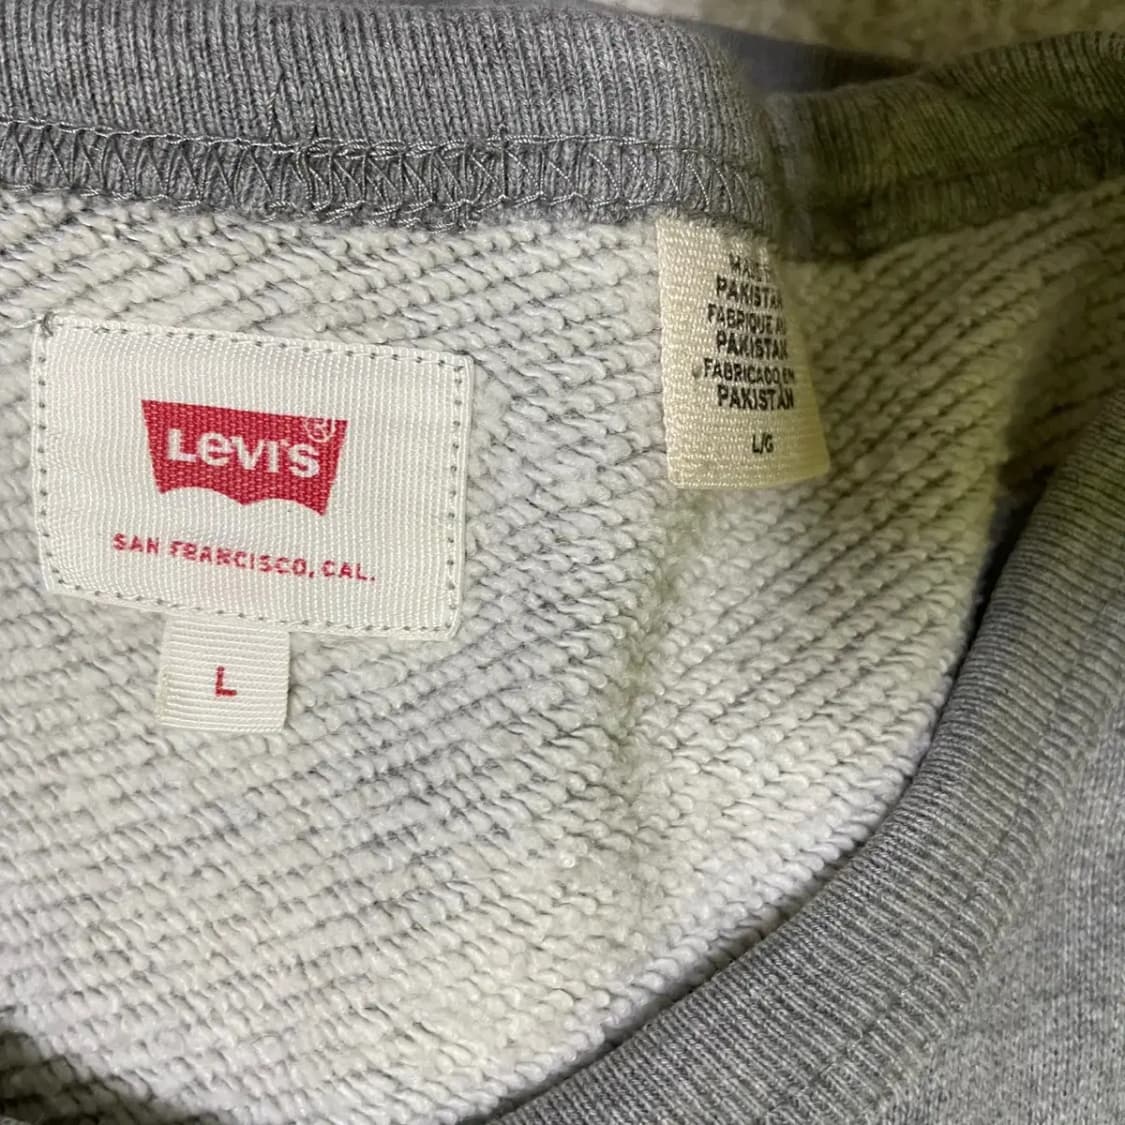 Levi's®
SAN FRANCISCO, CAL.
L
PAKISTAN
FABRIQUE AU
PAKISTAN
FABRICADO EN
PAKISTAN
L/G